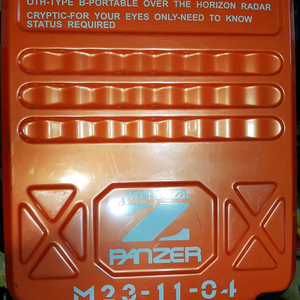 OTH-TYPE B-PORTABLE OVER THE HORIZON RADAR
CRYPTIC-FOR YOUR EYES ONLY-NEED TO KNOW
STATUS REQUIRED
Z
PANZER
M23-11-04